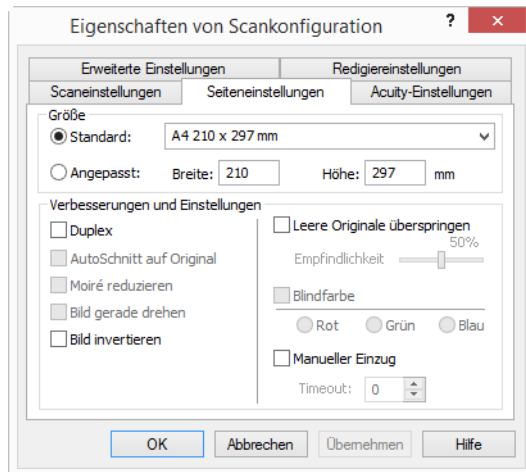 Eigenschaften von Scankonfiguration
?
Erweiterte Einstellungen Redigiereinstellungen
Scaneinstellungen Seiteneinstellungen Acuity-Einstellungen
Größe
Standard: A4 210 x 297 mm
Angepasst: Breite: 210 Höhe: 297 mm
Verbesserungen und Einstellungen
Duplex
AutoSchnitt auf Original
Moiré reduzieren
Bild gerade drehen
Bild invertieren
Leere Originale überspringen
50%
Empfindlichkeit
Blindfarbe
Rot Grün Blau
Manueller Einzug
Timeout: 0
OK Abbrechen Übernehmen Hilfe